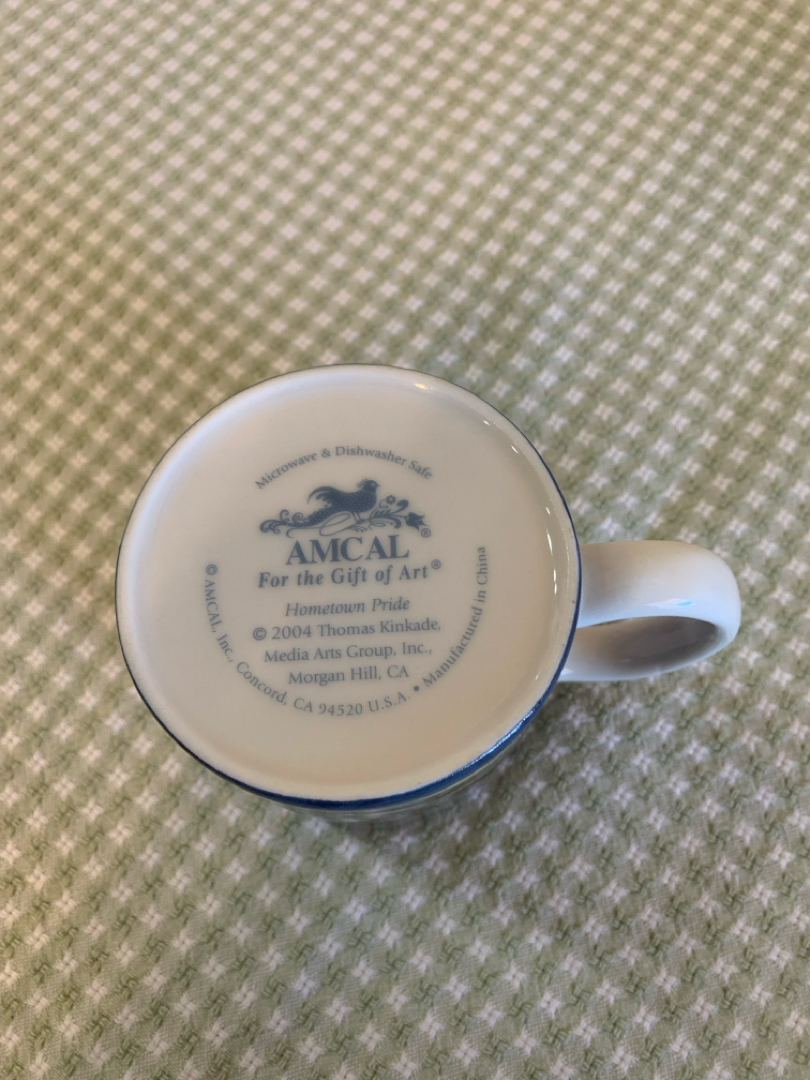 Microwave & Dishwasher Safe
AMCAL®
For the Gift of Art®
Hometown Pride
© 2004 Thomas Kinkade,
Media Arts Group, Inc.,
Morgan Hill, CA
© AMCAL, Inc., Concord, CA 94520 U.S.A. • Manufactured in China